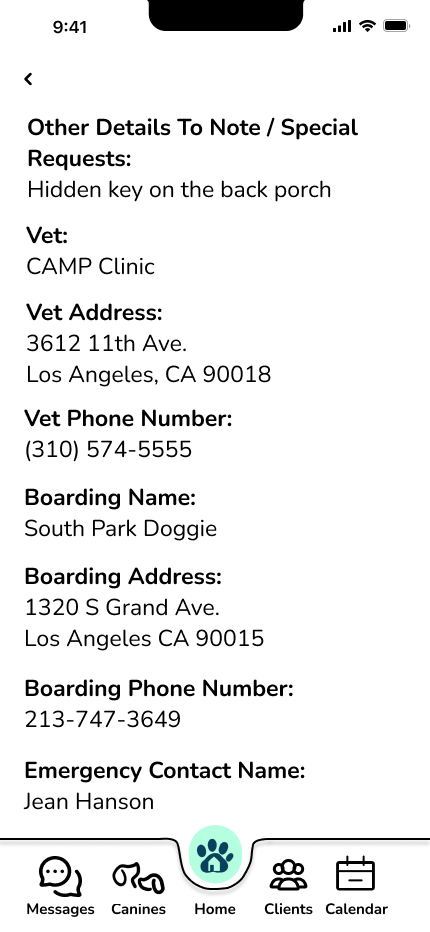 9:41
Other Details To Note / Special
Requests:
Hidden key on the back porch
Vet:
CAMP Clinic
Vet Address:
3612 11th Ave.
Los Angeles, CA 90018
Vet Phone Number:
(310) 574-5555
Boarding Name:
South Park Doggie
Boarding Address:
1320 S Grand Ave.
Los Angeles CA 90015
Boarding Phone Number:
213-747-3649
Emergency Contact Name:
Jean Hanson
Messages Canines Home Clients Calendar